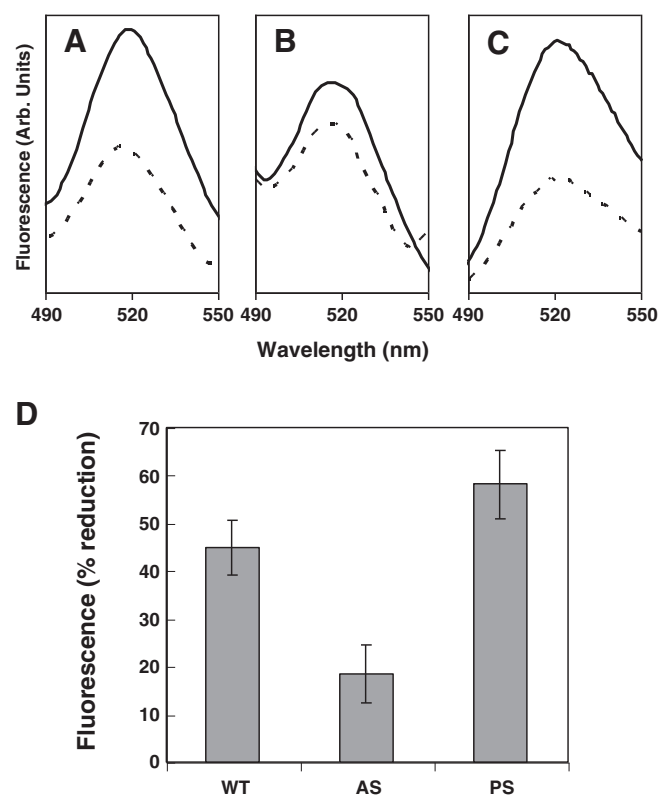 A B C
Fluorescence (Arb. Units)
490 520 550 490 520 550 490 520 550
Wavelength (nm)
D
Fluorescence (% reduction)
70
60
50
40
30
20
10
0
WT AS PS